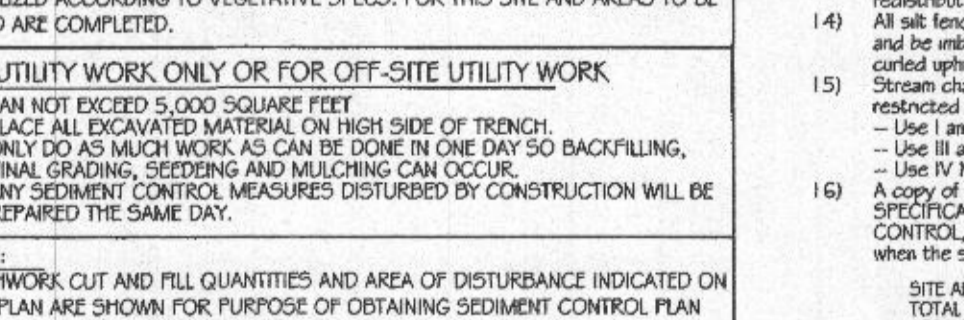 ACCORDING TO VEGETATIVE SPECS. FOR THIS SITE AND AREAS TO BE
ARE COMPLETED.
UTILITY WORK ONLY OR FOR OFF-SITE UTILITY WORK
AN NOT EXCEED 5,000 SQUARE FEET
LACE ALL EXCAVATED MATERIAL ON HIGH SIDE OF TRENCH.
ONLY DO AS MUCH WORK AS CAN BE DONE IN ONE DAY SO BACKFILLING,
INAL GRADING, SEEDEING AND MULCHING CAN OCCUR.
NY SEDIMENT CONTROL MEASURES DISTURBED BY CONSTRUCTION WILL BE
EPAIRED THE SAME DAY.
:
HWORK CUT AND FILL QUANTITIES AND AREA OF DISTURBANCE INDICATED ON
PLAN ARE SHOWN FOR PURPOSE OF OBTAINING SEDIMENT CONTROL PLAN
14) All silt fenc
and be imb
curled uphi
15) Stream cha
restricted
-- Use I an
-- Use III a
-- Use IV
16) A copy of
SPECIFICA
CONTROL,
when the s
SITE A
TOTAL